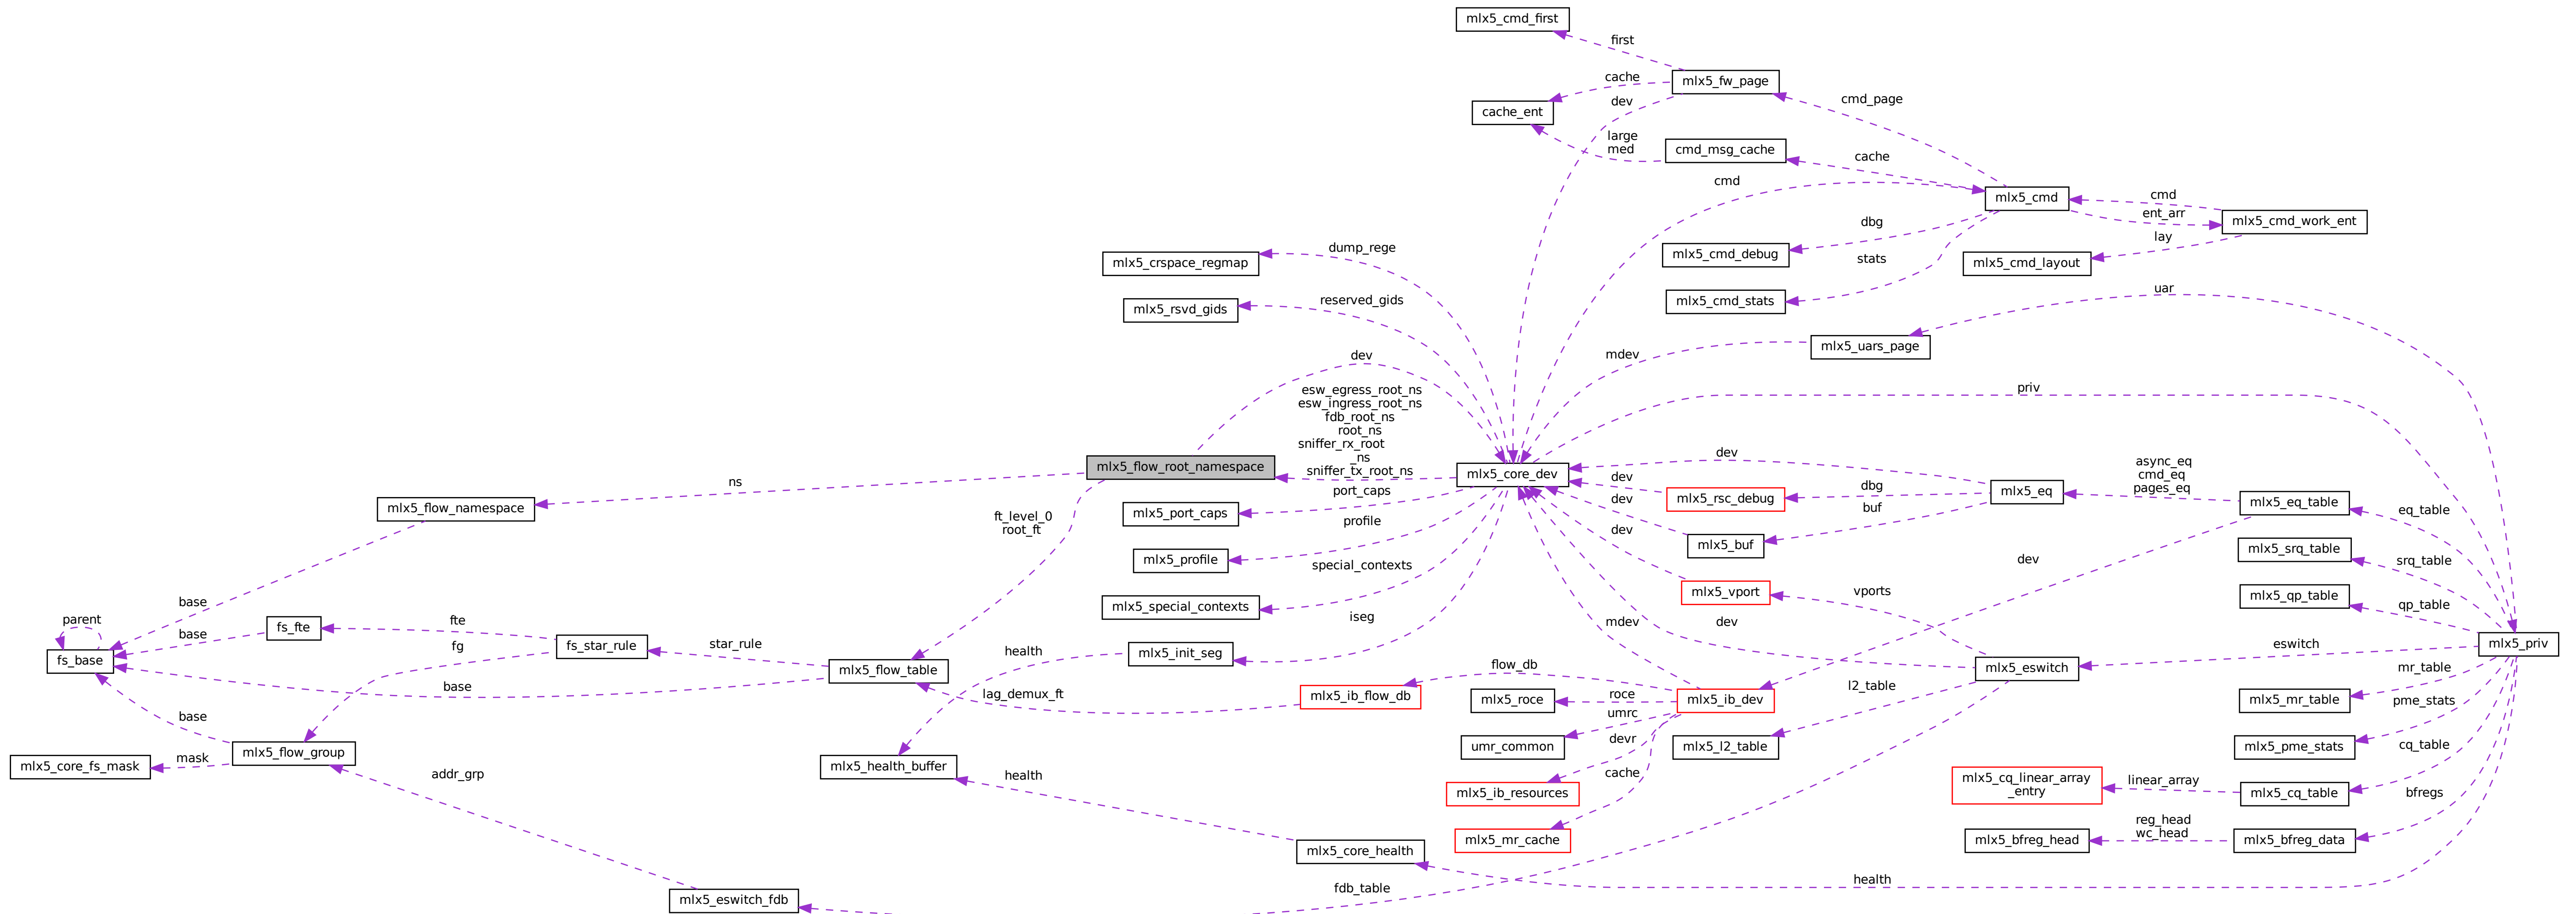 mlx5_cmd_first
first
mlx5_fw_page
cache
cmd_page
dev
cache_ent
large
med
cmd_msg_cache
cache
cmd
mlx5_cmd
cmd
ent_arr
mlx5_cmd_work_ent
dbg
lay
dump_rege
mlx5_cmd_debug
stats
mlx5_cmd_layout
mlx5_crspace_regmap
reserved_gids
mlx5_cmd_stats
uar
mlx5_rsvd_gids
mlx5_uars_page
dev
mdev
priv
esw_egress_root_ns
esw_ingress_root_ns
fdb_root_ns
root_ns
sniffer_rx_root
_ns
sniffer_tx_root_ns
mlx5_flow_root_namespace
mlx5_core_dev
dev
async_eq
cmd_eq
pages_eq
ns
dev
mlx5_rsc_debug
dbg
mlx5_eq
mlx5_eq_table
port_caps
dev
buf
eq_table
mlx5_flow_namespace
mlx5_port_caps
ft_level_0
root_ft
profile
dev
mlx5_buf
mlx5_srq_table
mlx5_profile
special_contexts
dev
srq_table
mlx5_vport
vports
mlx5_qp_table
base
mlx5_special_contexts
iseg
qp_table
parent
fte
base
fs_fte
fg
fs_star_rule
star_rule
mdev
dev
eswitch
mlx5_priv
fs_base
health
mlx5_init_seg
mlx5_flow_table
flow_db
mlx5_eswitch
mr_table
base
lag_demux_ft
mlx5_ib_flow_db
mlx5_roce
roce
mlx5_ib_dev
l2_table
mlx5_mr_table
pme_stats
base
umrc
mlx5_flow_group
devr
umr_common
mlx5_l2_table
mlx5_pme_stats
cq_table
mlx5_core_fs_mask
mask
mlx5_health_buffer
addr_grp
health
cache
mlx5_cq_linear_array
_entry
linear_array
mlx5_cq_table
mlx5_ib_resources
bfregs
reg_head
wc_head
mlx5_mr_cache
mlx5_bfreg_head
mlx5_bfreg_data
mlx5_core_health
health
fdb_table
mlx5_eswitch_fdb